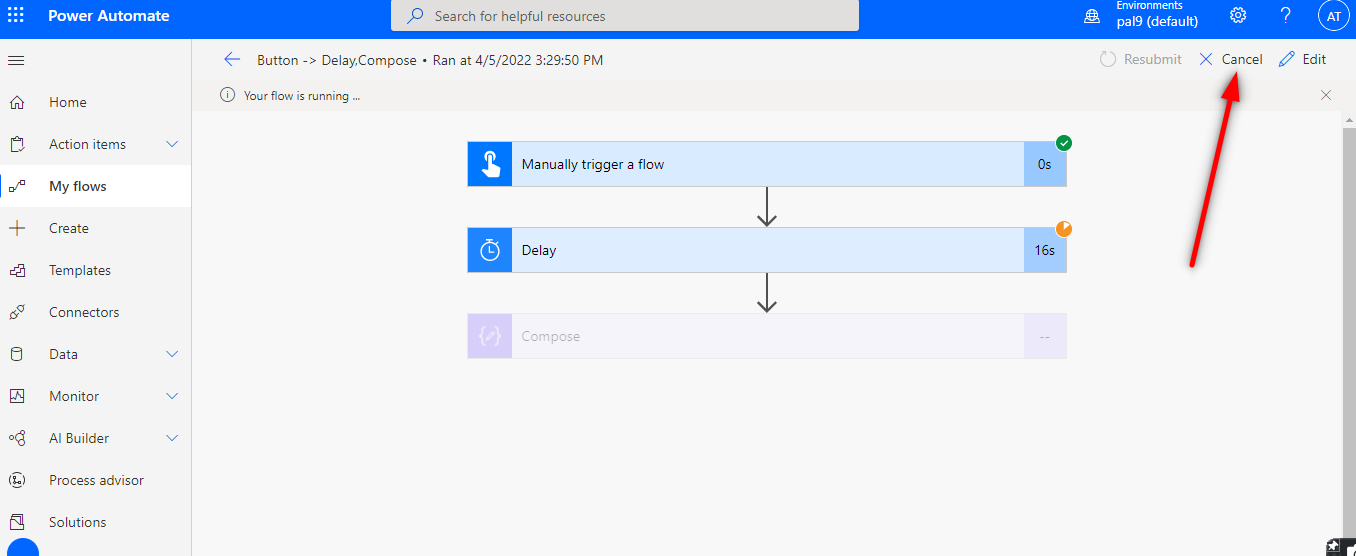 Power Automate
Search for helpful resources
Environments
pal9 (default)
?
AT
Button -> Delay,Compose • Ran at 4/5/2022 3:29:50 PM
Resubmit
Cancel
Edit
Your flow is running ...
Home
Action items
My flows
Create
Templates
Connectors
Data
Monitor
AI Builder
Process advisor
Solutions
Manually trigger a flow
0s
Delay
16s
Compose
--